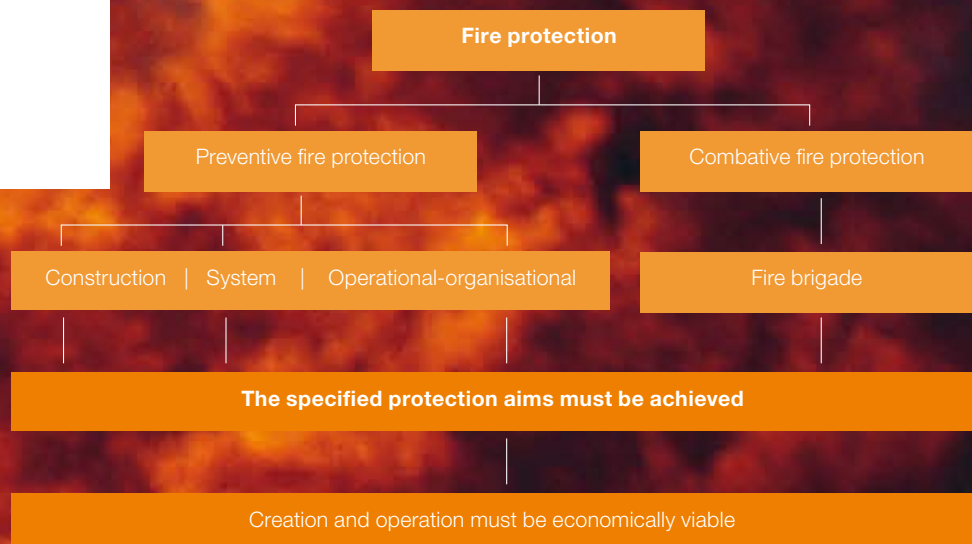 Fire protection
Preventive fire protection
Combative fire protection
Construction | System | Operational-organisational
Fire brigade
The specified protection aims must be achieved
Creation and operation must be economically viable